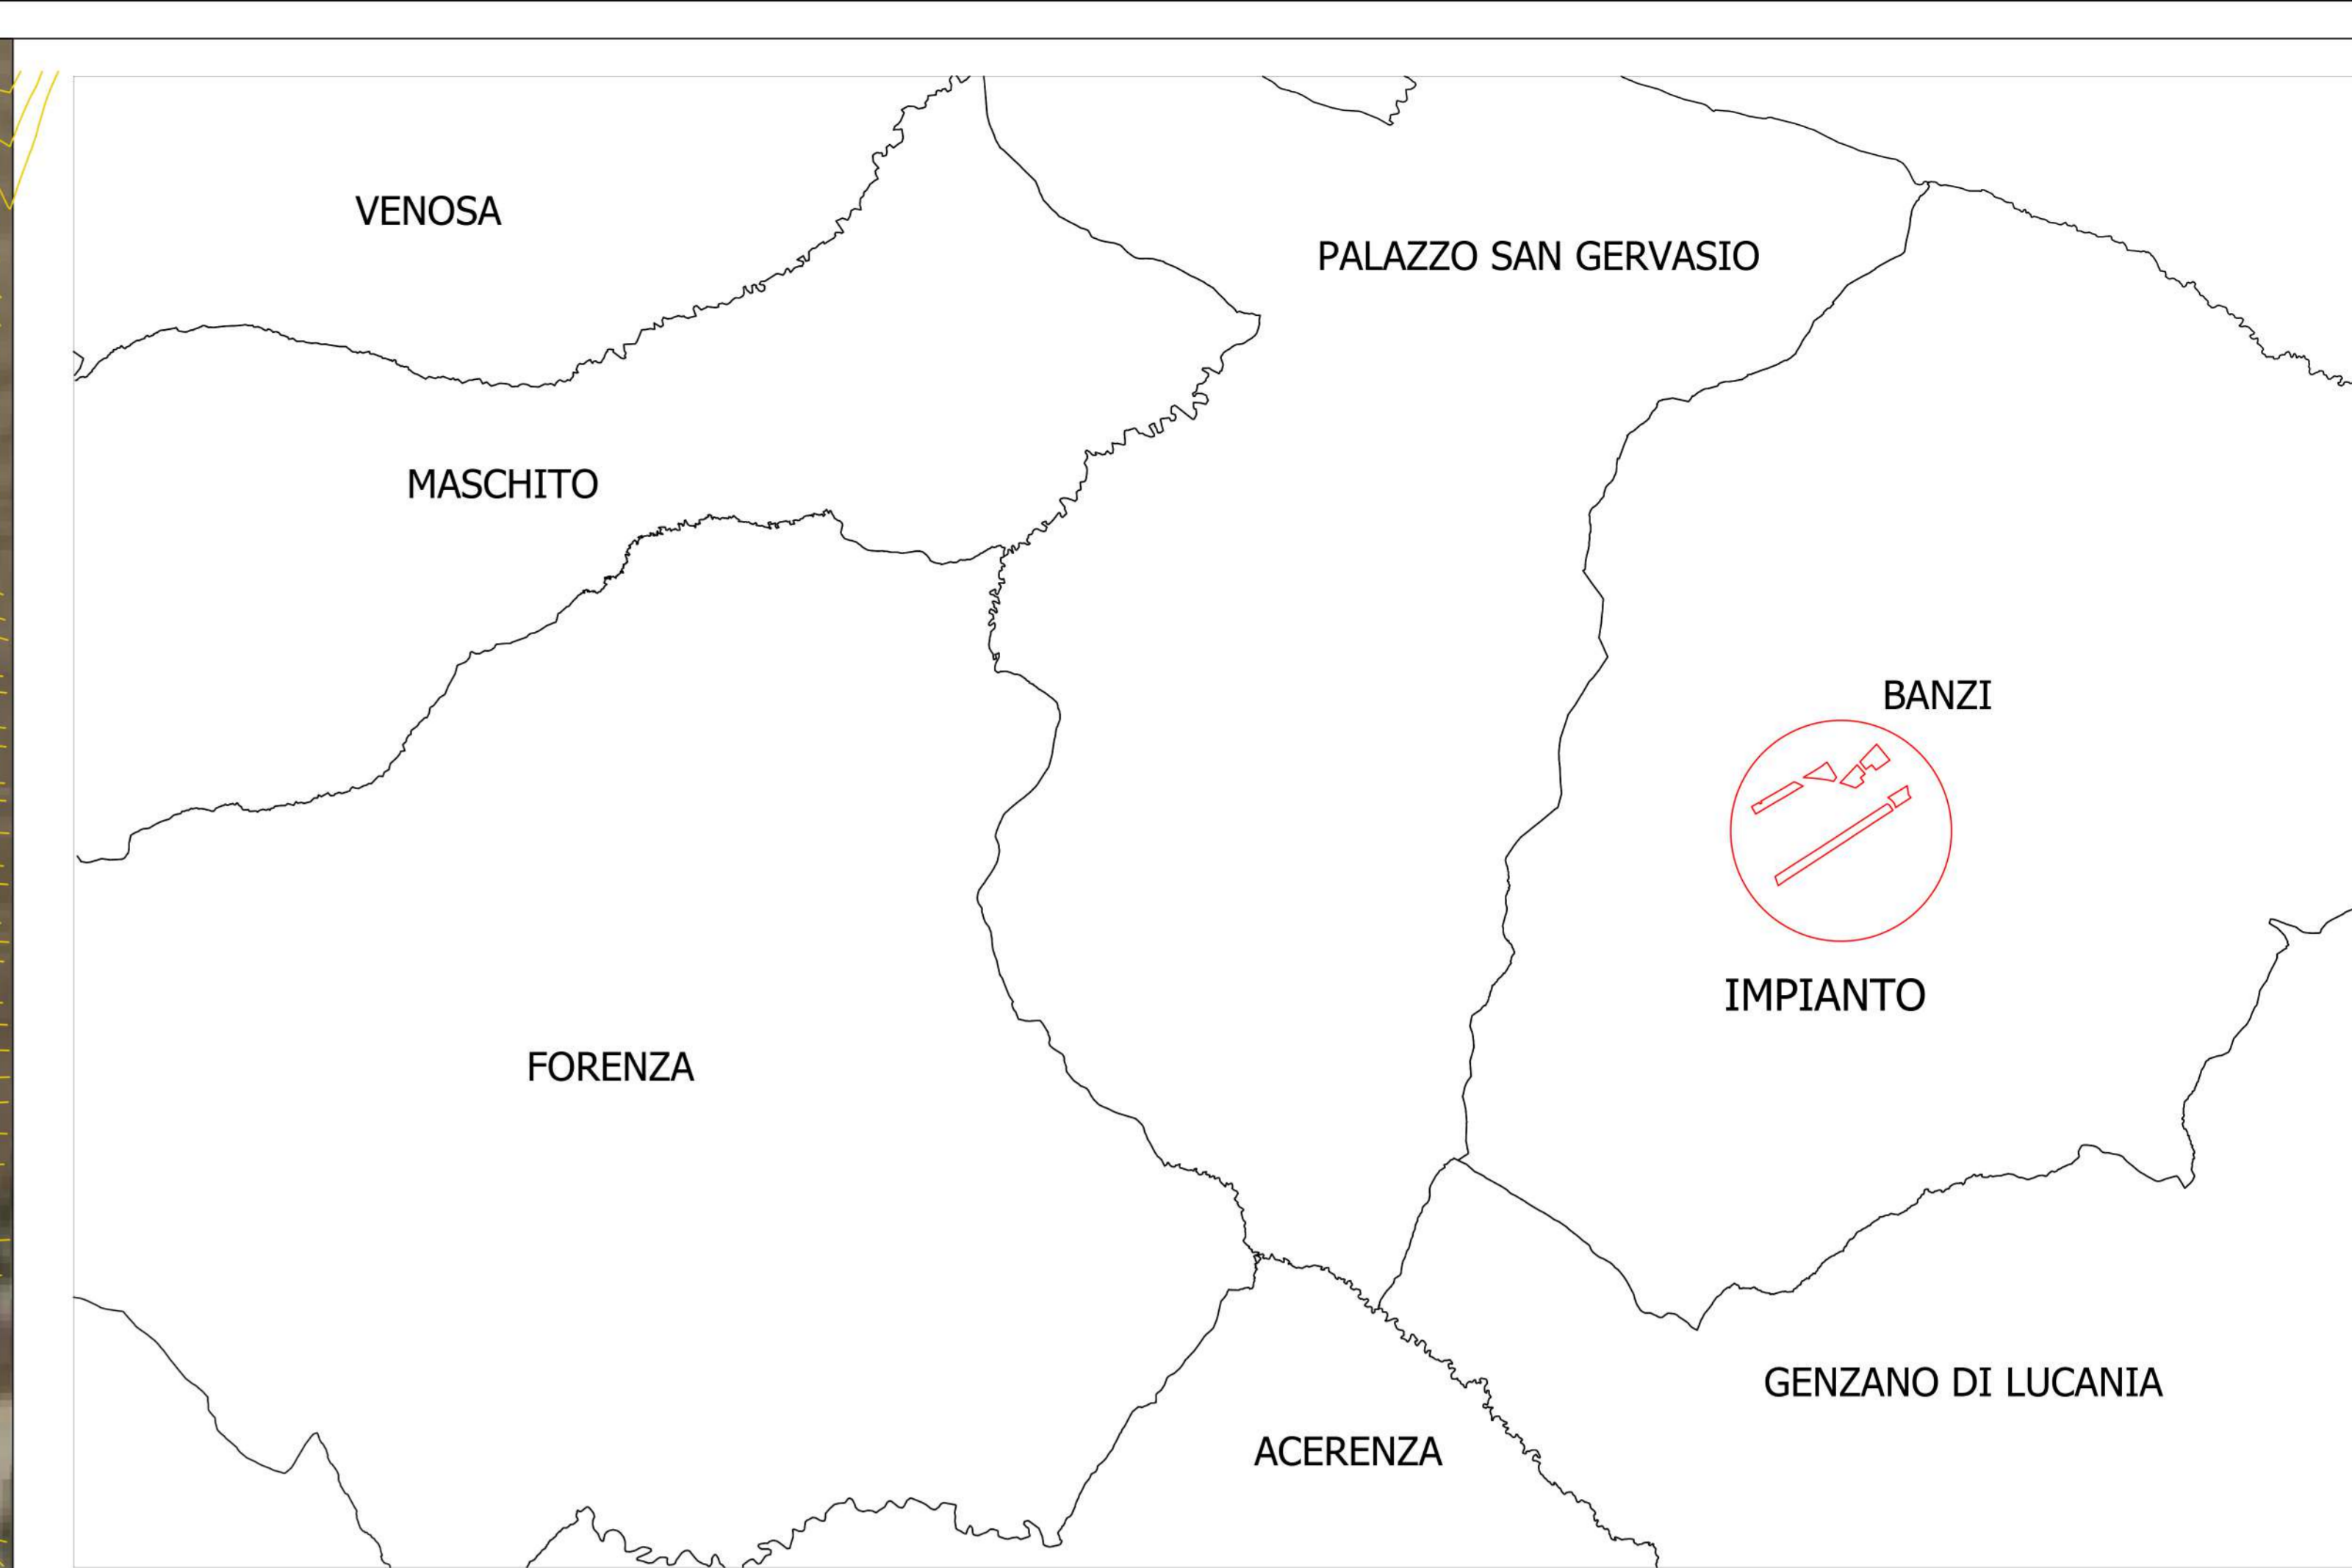 VENOSA
PALAZZO SAN GERVASIO
MASCHITO
BANZI
IMPIANTO
FORENZA
GENZANO DI LUCANIA
ACERENZA